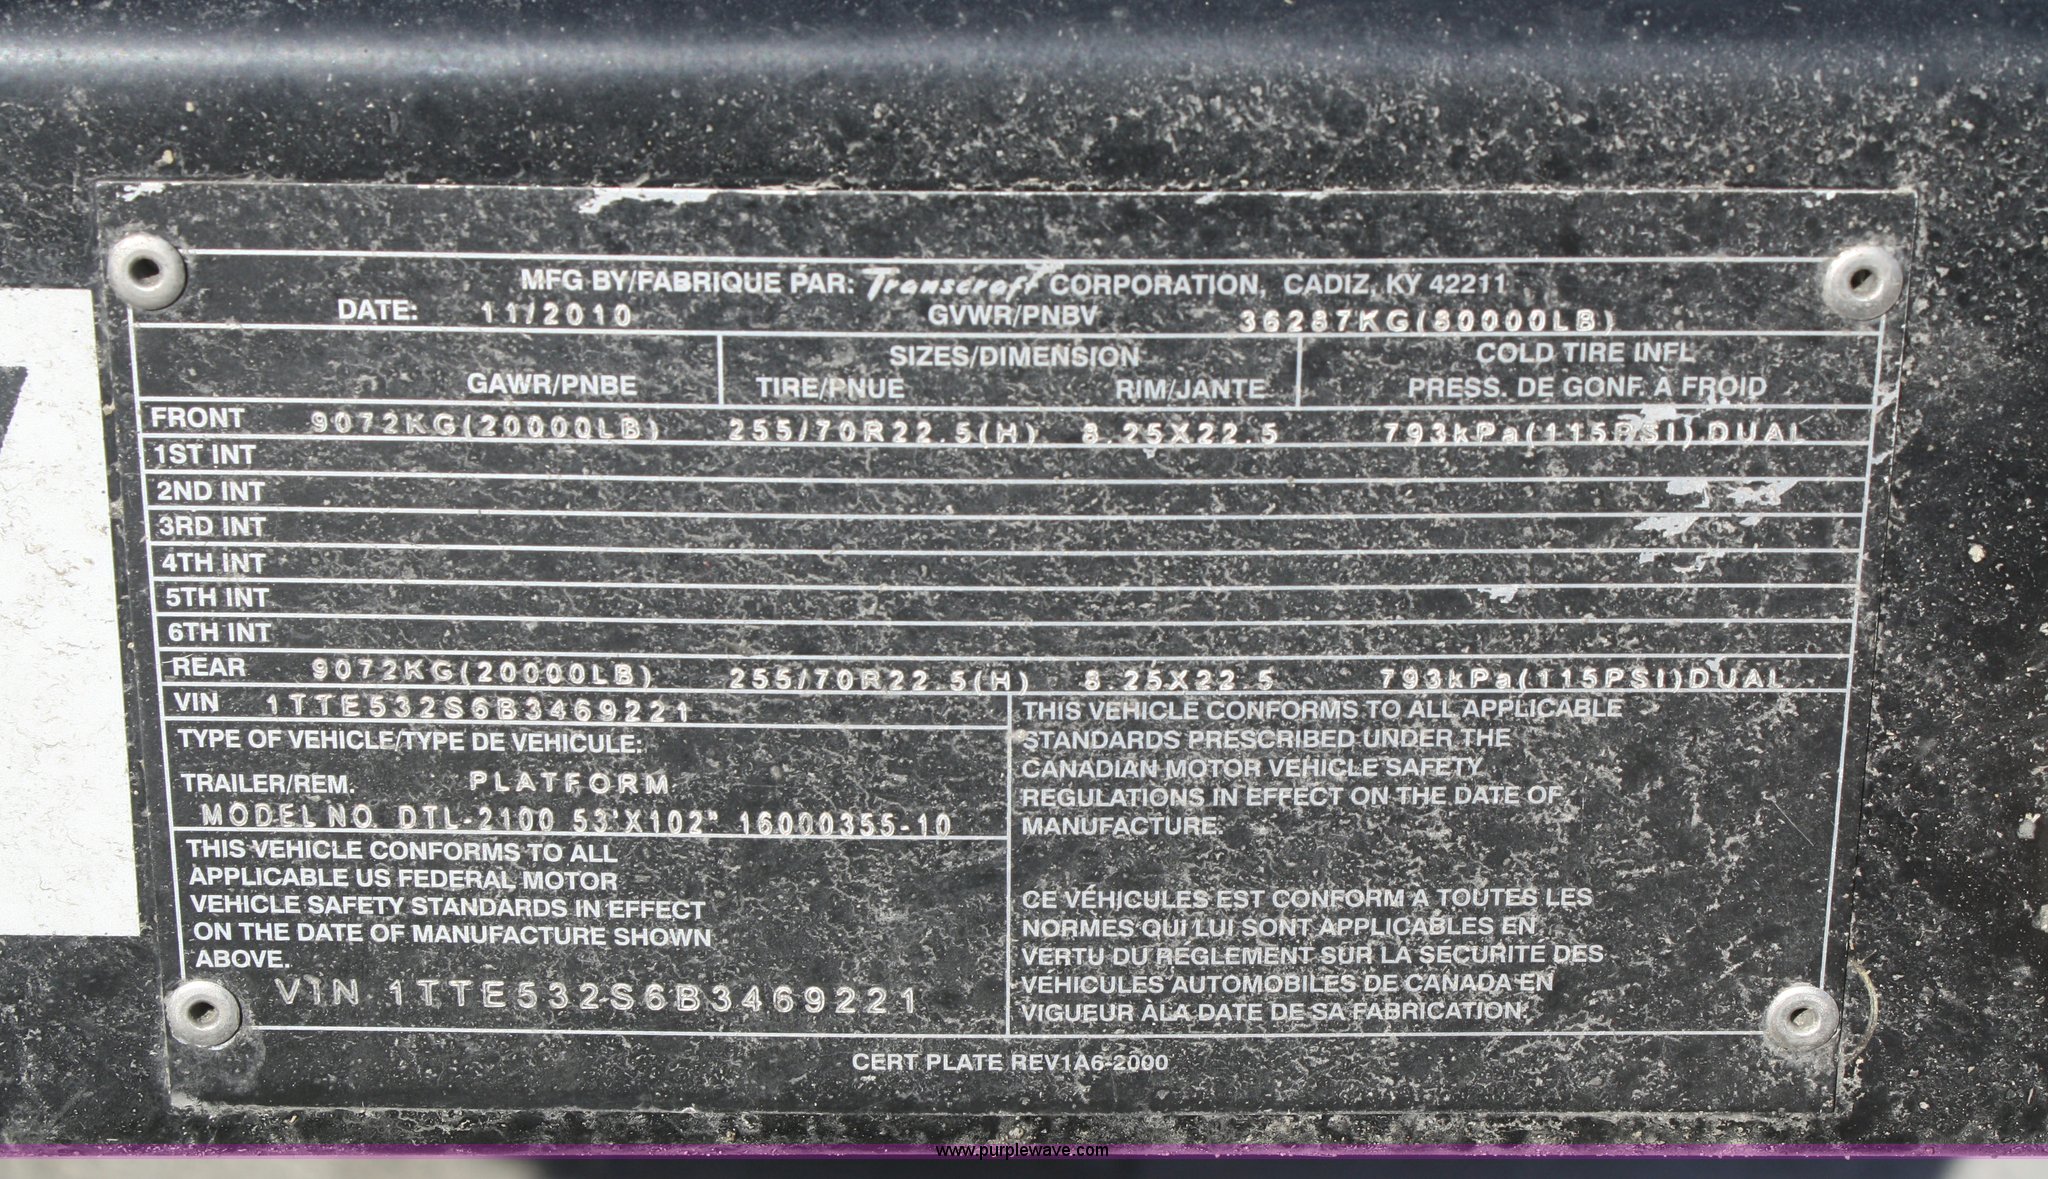 MFG BY/FABRIQUE PAR: Transcraft CORPORATION, CADIZ, KY 42211
DATE: 11/2010 GVWR/PNBV 36287KG(80000LB)
SIZES/DIMENSION COLD TIRE INFL
GAWR/PNBE TIRE/PNUE RIM/JANTE PRESS. DE GONF. A FROID
FRONT 9072KG(20000LB) 255/70R22.5(H) 8.25X22.5 793kPa(115PSI)DUAL
1ST INT
2ND INT
3RD INT
4TH INT
5TH INT
6TH INT
REAR 9072KG(20000LB) 255/70R22.5(H) 8.25X22.5 793kPa(115PSI)DUAL
VIN 1TTE532S6B3469221
TYPE OF VEHICLE/TYPE DE VEHICULE:
TRAILER/REM. PLATFORM
MODEL NO. DTL-2100 53'X102" 16000355-10
THIS VEHICLE CONFORMS TO ALL
APPLICABLE US FEDERAL MOTOR
VEHICLE SAFETY STANDARDS IN EFFECT
ON THE DATE OF MANUFACTURE SHOWN
ABOVE.
VIN 1TTE532S6B3469221
THIS VEHICLE CONFORMS TO ALL APPLICABLE
STANDARDS PRESCRIBED UNDER THE
CANADIAN MOTOR VEHICLE SAFETY
REGULATIONS IN EFFECT ON THE DATE OF
MANUFACTURE.
CE VÉHICULES EST CONFORM A TOUTES LES
NORMES QUI LUI SONT APPLICABLES EN
VERTU DU RÉGLEMENT SUR LA SÉCURITÉ DES
VÉHICULES AUTOMOBILES DE CANADA EN
VIGUEUR ÀLA DATE DE SA FABRICATION.
CERT PLATE REV1A6-2000
www.purplewave.com